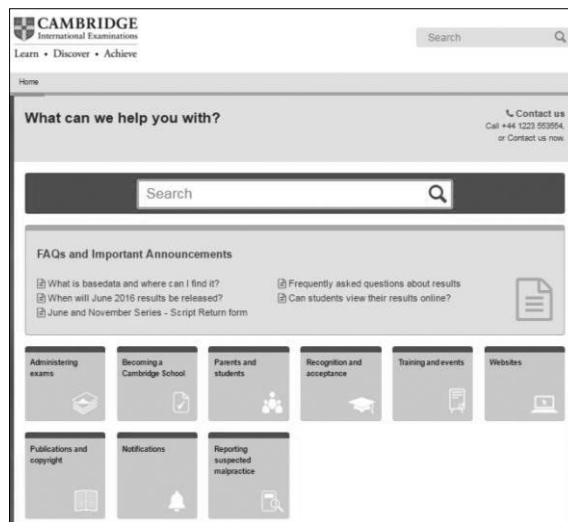 CAMBRIDGE
International Examinations
Learn • Discover • Achieve
Search
Home
What can we help you with?
Contact us
Call +44 1223 553554,
or Contact us now.
Search
FAQs and Important Announcements
What is basedata and where can I find it?
When will June 2016 results be released?
June and November Series - Script Return form
Frequently asked questions about results
Can students view their results online?
Administering
exams
Becoming a
Cambridge School
Parents and
students
Recognition and
acceptance
Training and events
Websites
Publications and
copyright
Notifications
Reporting
suspected
malpractice